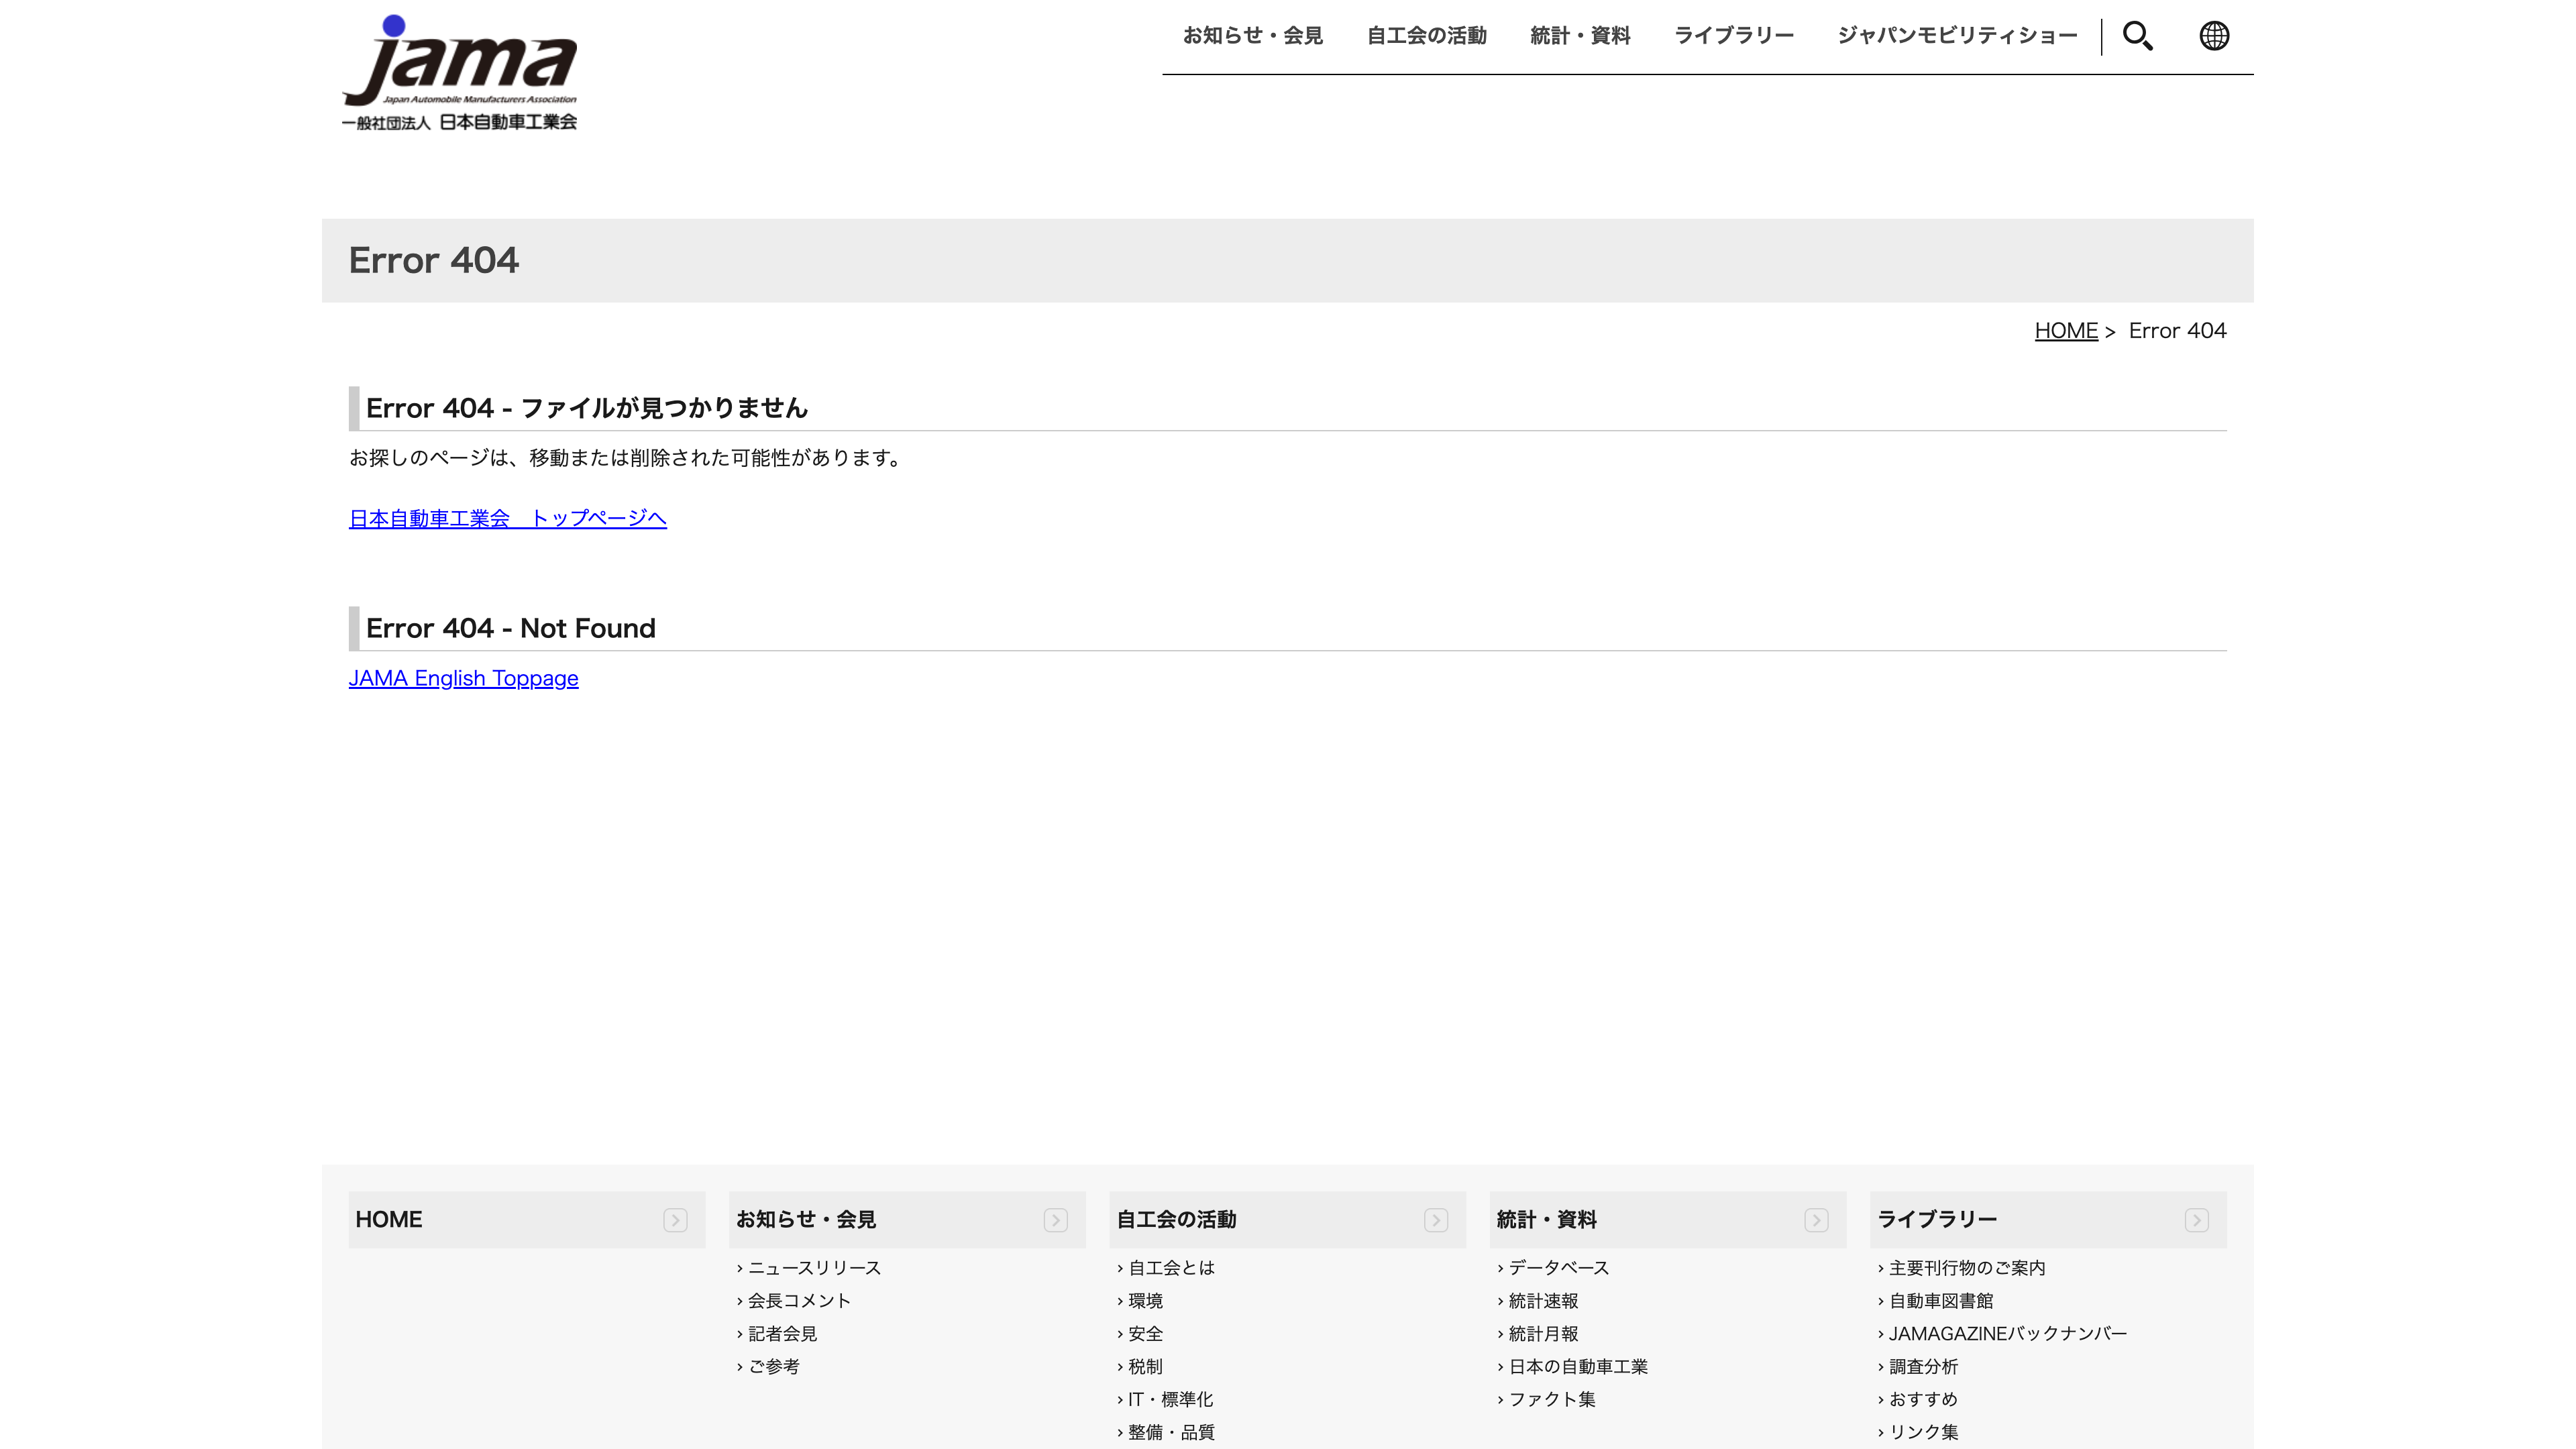 jama
Japan Automobile Manufacturers Association
一般社団法人 日本自動車工業会
お知らせ・会見 自工会の活動 統計・資料 ライブラリー ジャパンモビリティショー
Error 404
HOME > Error 404
Error 404 - ファイルが見つかりません
お探しのページは、移動または削除された可能性があります。
日本自動車工業会　トップページへ
Error 404 - Not Found
JAMA English Toppage
HOME
お知らせ・会見
› ニュースリリース
› 会長コメント
› 記者会見
› ご参考
自工会の活動
› 自工会とは
› 環境
› 安全
› 税制
› IT・標準化
› 整備・品質
統計・資料
› データベース
› 統計速報
› 統計月報
› 日本の自動車工業
› ファクト集
ライブラリー
› 主要刊行物のご案内
› 自動車図書館
› JAMAGAZINEバックナンバー
› 調査分析
› おすすめ
› リンク集